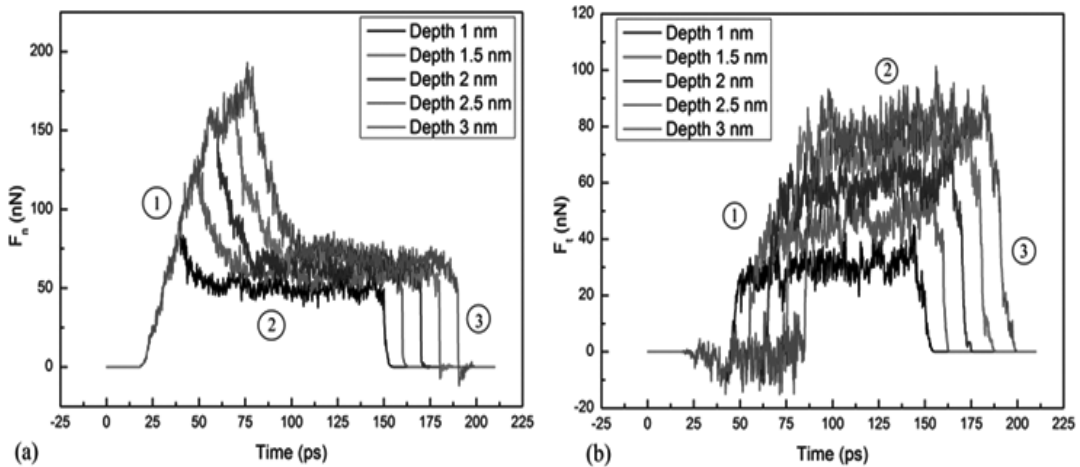 Depth 1 nm
Depth 1.5 nm
Depth 2 nm
Depth 2.5 nm
Depth 3 nm
1
2
3
Fn (nN)
200
150
100
50
0
-25 0 25 50 75 100 125 150 175 200 225
Time (ps)
(a)
Depth 1 nm
Depth 1.5 nm
Depth 2 nm
Depth 2.5 nm
Depth 3 nm
2
1
3
Ft (nN)
120
100
80
60
40
20
0
-20
-25 0 25 50 75 100 125 150 175 200 225
Time (ps)
(b)